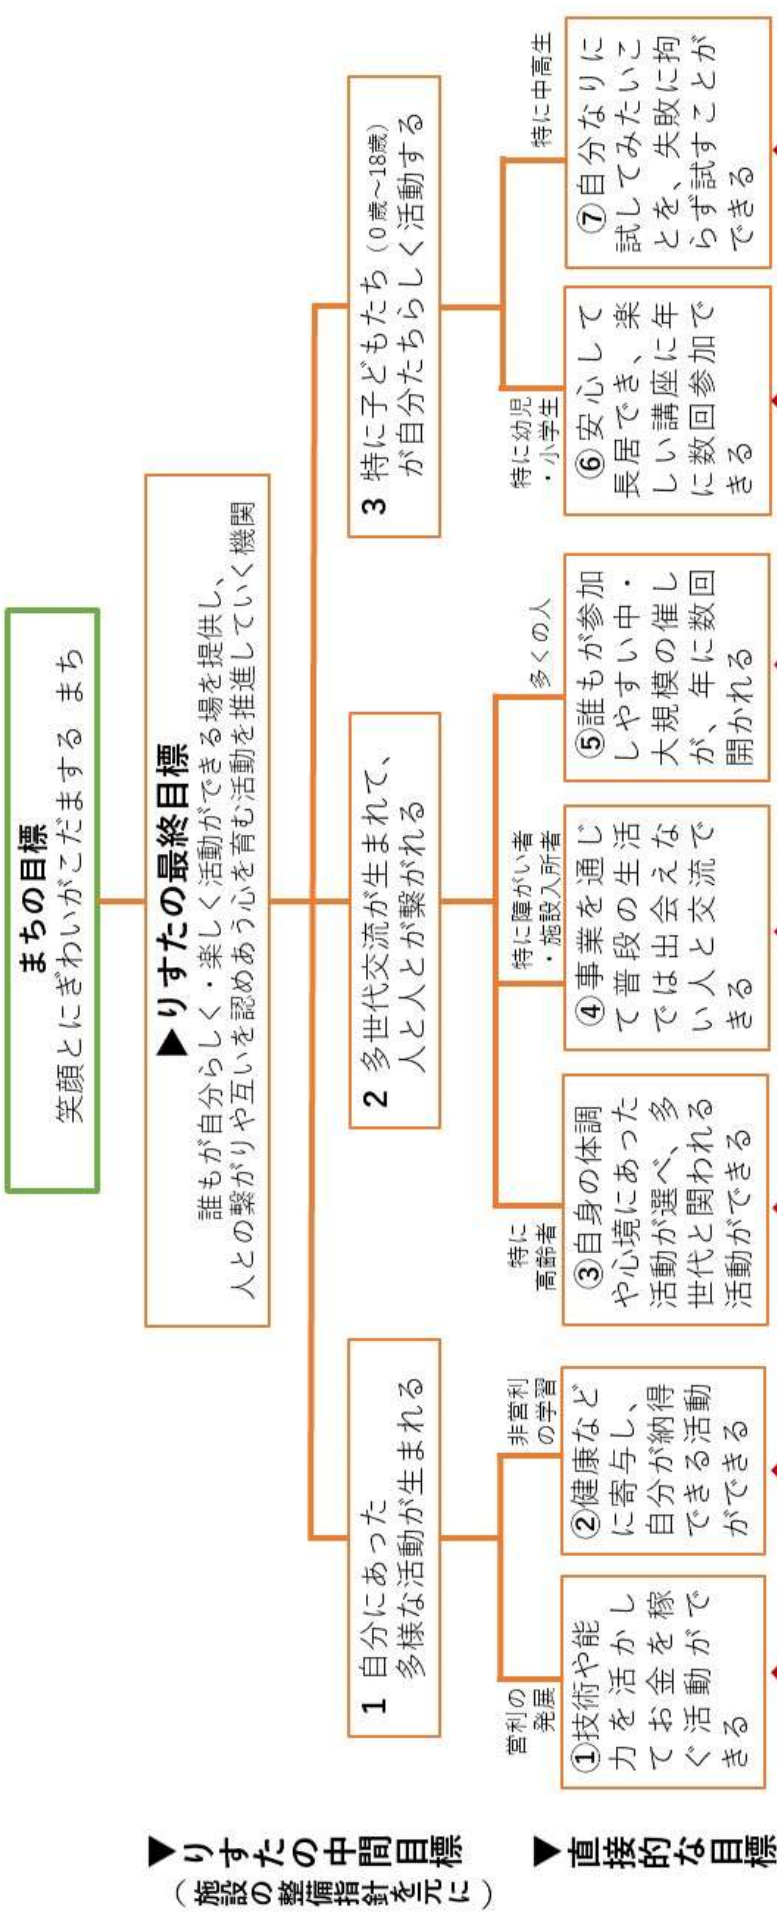 まちの目標
笑顔とにぎわいがこだまする まち
▶りすたの最終目標
誰もが自分らしく・楽しく活動ができる場を提供し、
人との繋がりや互いを認めあう心を育む活動を推進していく機関
▼りすたの中間目標
（施設の整備指針を元に）
1 自分にあった
多様な活動が生まれる
2 多世代交流が生まれて、
人と人とが繋がれる
3 特に子どもたち（0歳～18歳）
が自分たちらしく活動する
▼直接的な目標
営利の
発展
①技術や能
力を活かし
てお金を稼
ぐ活動がで
きる
非営利
の学習
②健康など
に寄与し、
自分が納得
できる活動
ができる
特に
高齢者
③自身の体調
や心境にあった
活動が選べ、多
世代と関われる
活動ができる
特に障がい者
・施設入所者
④事業を通じ
て普段の生活
では出会えな
い人と交流で
きる
多くの人
⑤誰もが参加
しやすい中・
大規模の催し
が、年に数回
開かれる
特に幼児
・小学生
⑥安心して
長居でき、楽
しい講座に年
に数回参加で
きる
特に中高生
⑦自分なりに
試してみたいこ
とを、失敗に拘
らず試すことが
できる